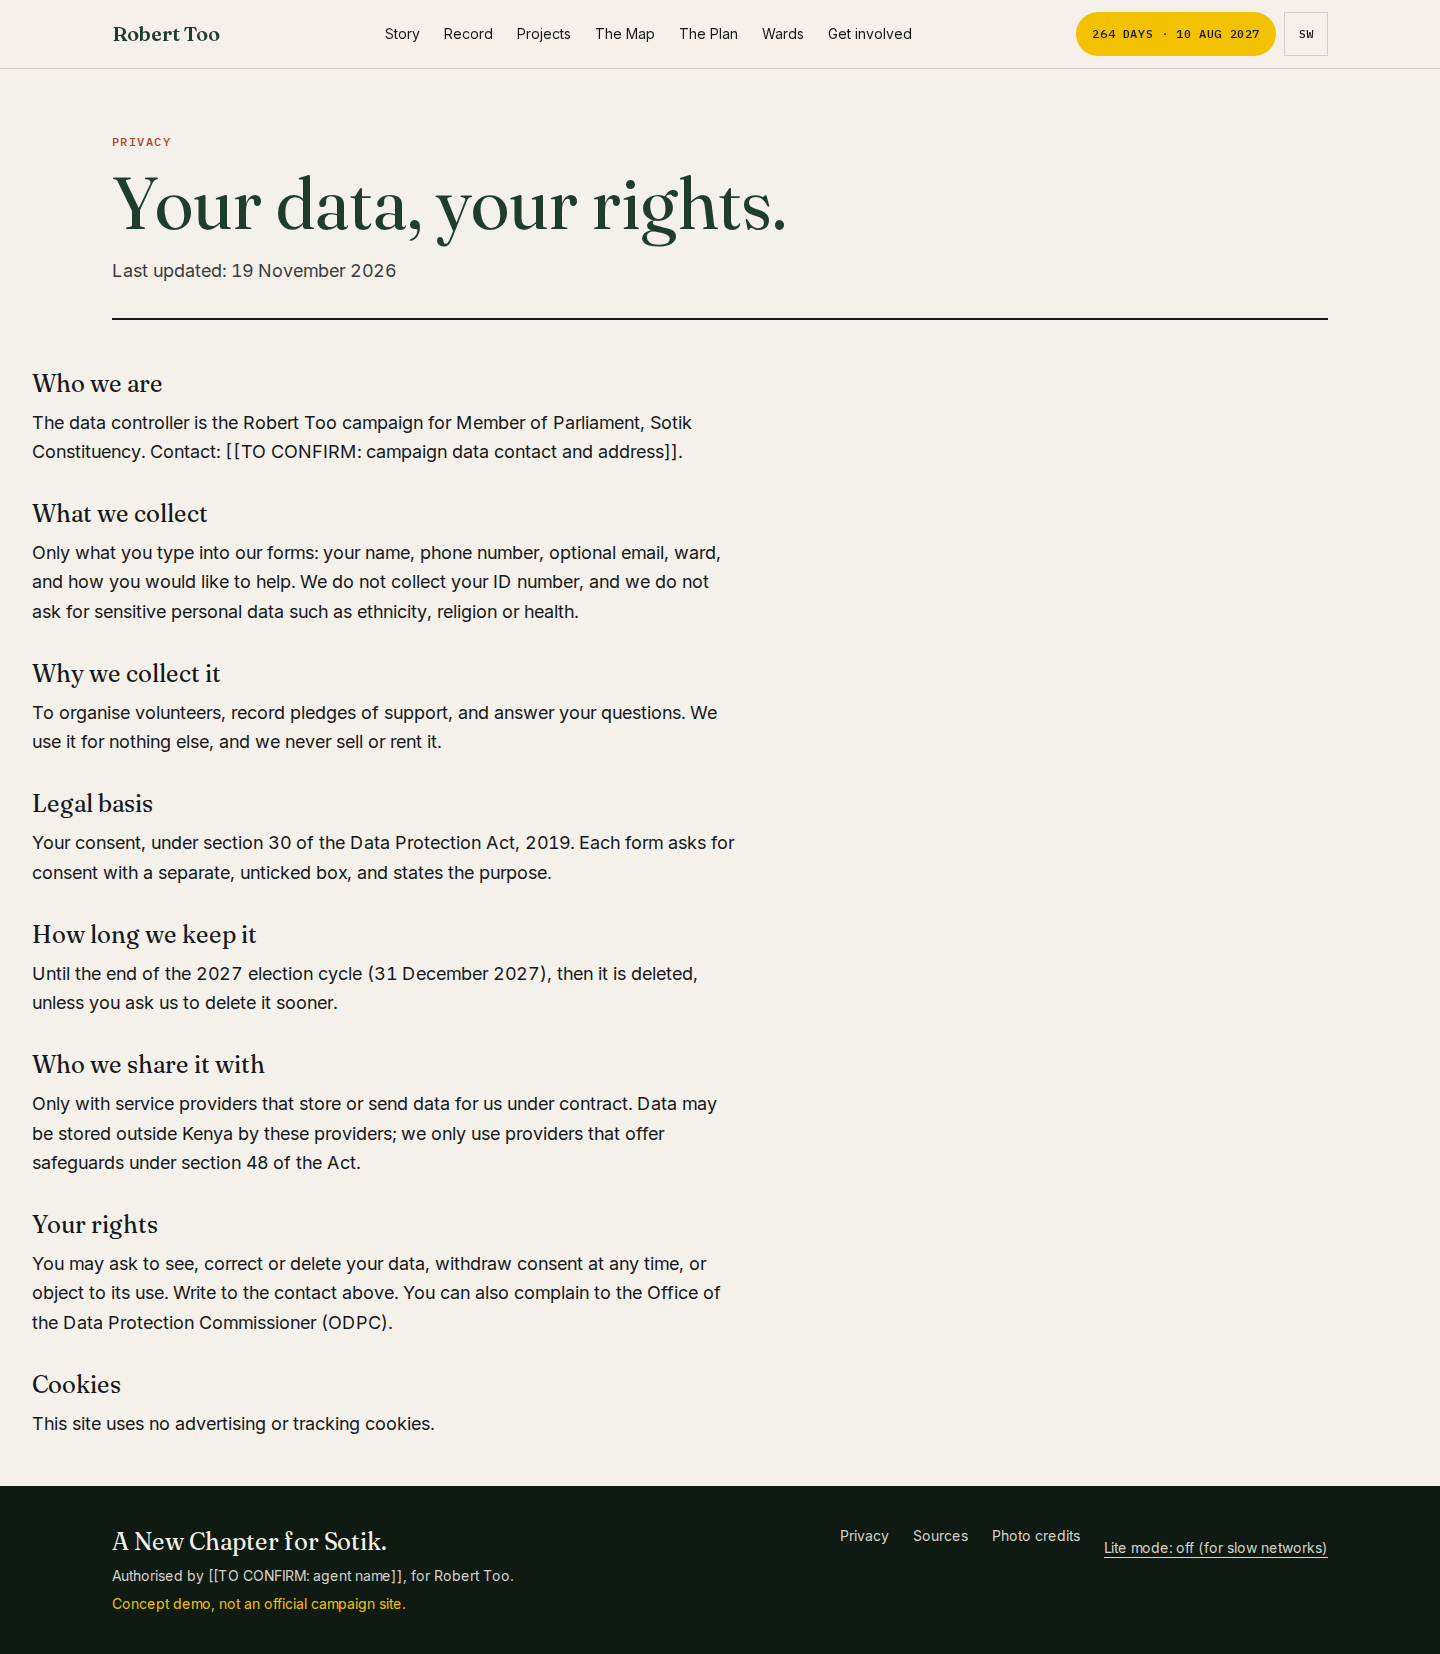 Robert Too
Story Record Projects The Map The Plan Wards Get involved
264 DAYS · 10 AUG 2027
SW
PRIVACY
Your data, your rights.
Last updated: 19 November 2026
Who we are
The data controller is the Robert Too campaign for Member of Parliament, Sotik
Constituency. Contact: [[TO CONFIRM: campaign data contact and address]].
What we collect
Only what you type into our forms: your name, phone number, optional email, ward,
and how you would like to help. We do not collect your ID number, and we do not
ask for sensitive personal data such as ethnicity, religion or health.
Why we collect it
To organise volunteers, record pledges of support, and answer your questions. We
use it for nothing else, and we never sell or rent it.
Legal basis
Your consent, under section 30 of the Data Protection Act, 2019. Each form asks for
consent with a separate, unticked box, and states the purpose.
How long we keep it
Until the end of the 2027 election cycle (31 December 2027), then it is deleted,
unless you ask us to delete it sooner.
Who we share it with
Only with service providers that store or send data for us under contract. Data may
be stored outside Kenya by these providers; we only use providers that offer
safeguards under section 48 of the Act.
Your rights
You may ask to see, correct or delete your data, withdraw consent at any time, or
object to its use. Write to the contact above. You can also complain to the Office of
the Data Protection Commissioner (ODPC).
Cookies
This site uses no advertising or tracking cookies.
A New Chapter for Sotik.
Authorised by [[TO CONFIRM: agent name]], for Robert Too.
Concept demo, not an official campaign site.
Privacy Sources Photo credits Lite mode: off (for slow networks)